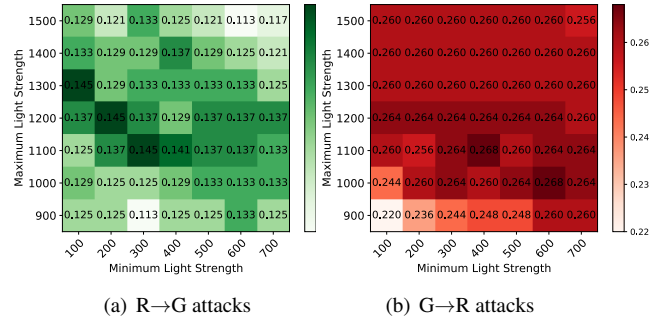 1500 0.129 0.121 0.133 0.125 0.121 0.113 0.117
1400 0.133 0.129 0.129 0.137 0.129 0.125 0.121
1300 0.145 0.129 0.133 0.133 0.133 0.133 0.125
1200 0.137 0.145 0.137 0.129 0.137 0.137 0.137
1100 0.125 0.137 0.145 0.141 0.137 0.137 0.133
1000 0.129 0.125 0.125 0.129 0.133 0.133 0.133
900 0.125 0.125 0.113 0.125 0.125 0.133 0.125
100 200 300 400 500 600 700
Maximum Light Strength
Minimum Light Strength
(a) R→G attacks
0.260 0.260 0.260 0.260 0.260 0.260 0.256
0.260 0.260 0.260 0.260 0.260 0.260 0.260
0.260 0.260 0.260 0.260 0.260 0.260 0.260
0.264 0.264 0.264 0.264 0.264 0.264 0.260
0.260 0.256 0.264 0.268 0.260 0.264 0.264
0.244 0.260 0.264 0.260 0.264 0.268 0.264
0.220 0.236 0.244 0.248 0.248 0.260 0.260
100 200 300 400 500 600 700
Minimum Light Strength
0.26
0.25
0.24
0.23
0.22
(b) G→R attacks